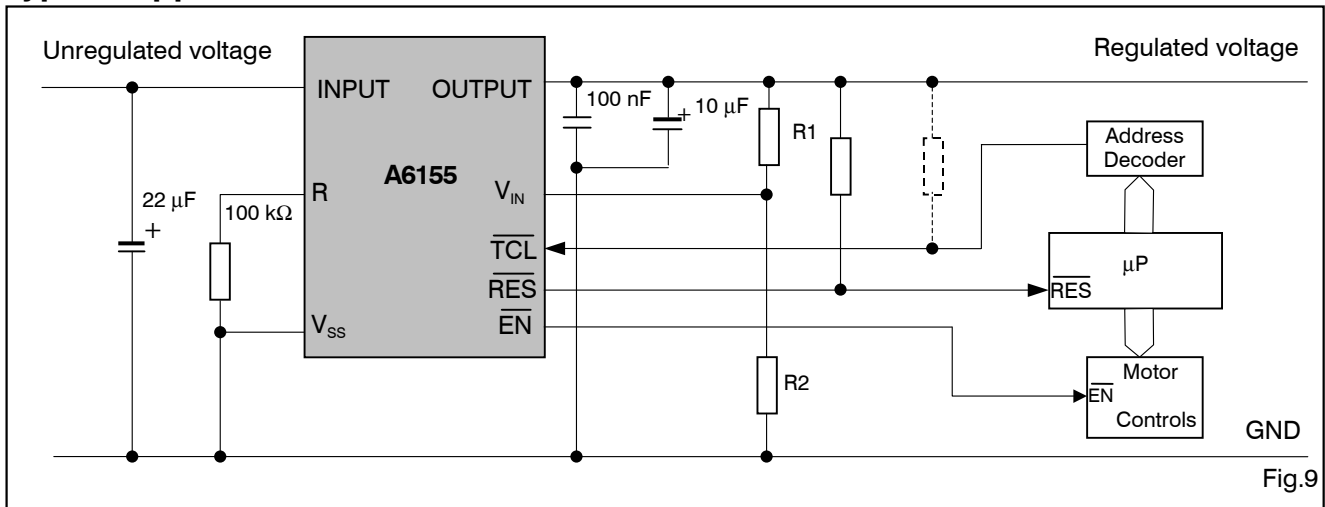 Unregulated voltage
Regulated voltage
INPUT
OUTPUT
100 nF
+
10 µF
R1
Address
Decoder
A6155
22 µF
+
100 kΩ
R
V_IN
TCL
µP
RES
RES
V_SS
EN
R2
Motor
EN
Controls
GND
Fig.9